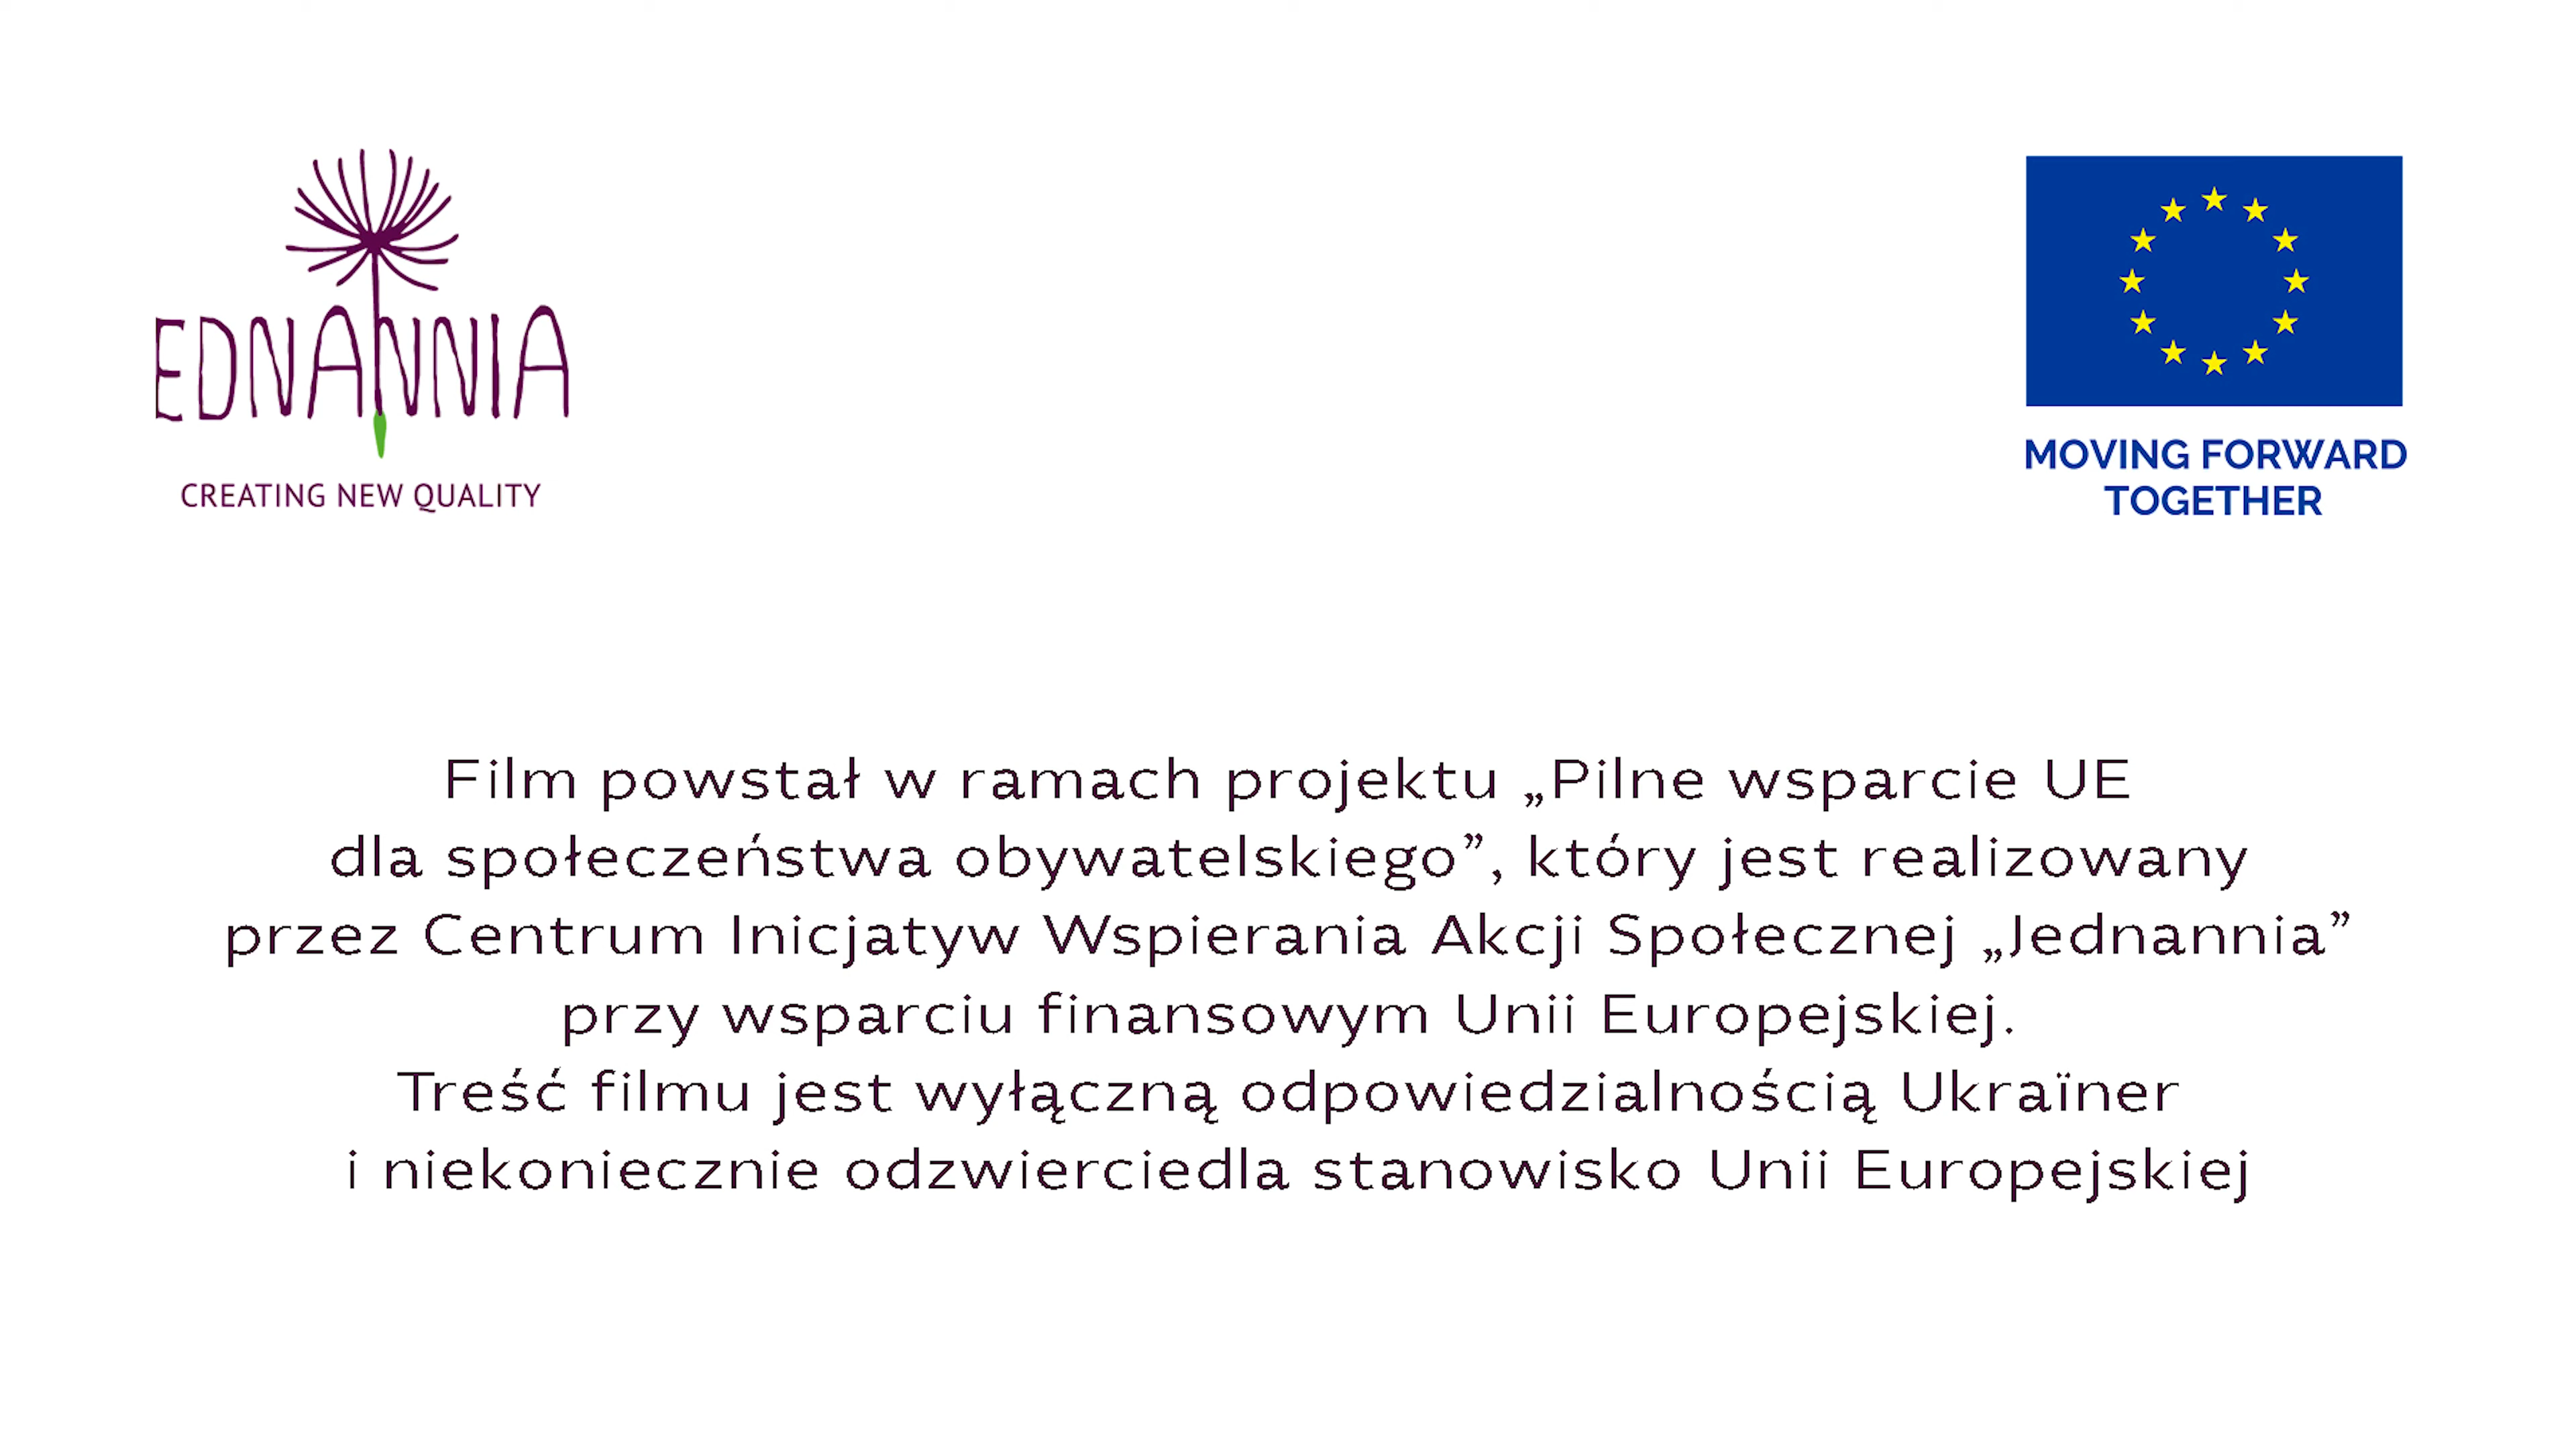 EDNANNIA
CREATING NEW QUALITY
MOVING FORWARD
TOGETHER
Film powstał w ramach projektu „Pilne wsparcie UE
dla społeczeństwa obywatelskiego”, który jest realizowany
przez Centrum Inicjatyw Wspierania Akcji Społecznej „Jednannia”
przy wsparciu finansowym Unii Europejskiej.
Treść filmu jest wyłączną odpowiedzialnością Ukraïner
i niekoniecznie odzwierciedla stanowisko Unii Europejskiej